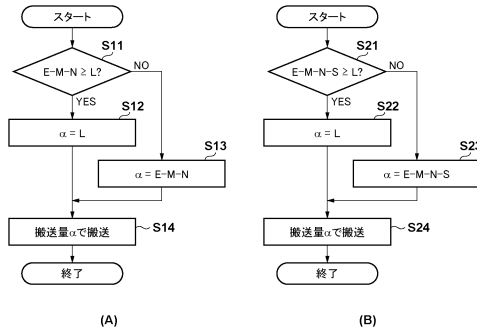 スタート
S11
E-M-N ≥ L?
NO
YES
S12
α = L
S13
α = E-M-N
S14
搬送量αで搬送
終了
(A)
スタート
S21
E-M-N-S ≥ L?
NO
YES
S22
α = L
S23
α = E-M-N-S
S24
搬送量αで搬送
終了
(B)